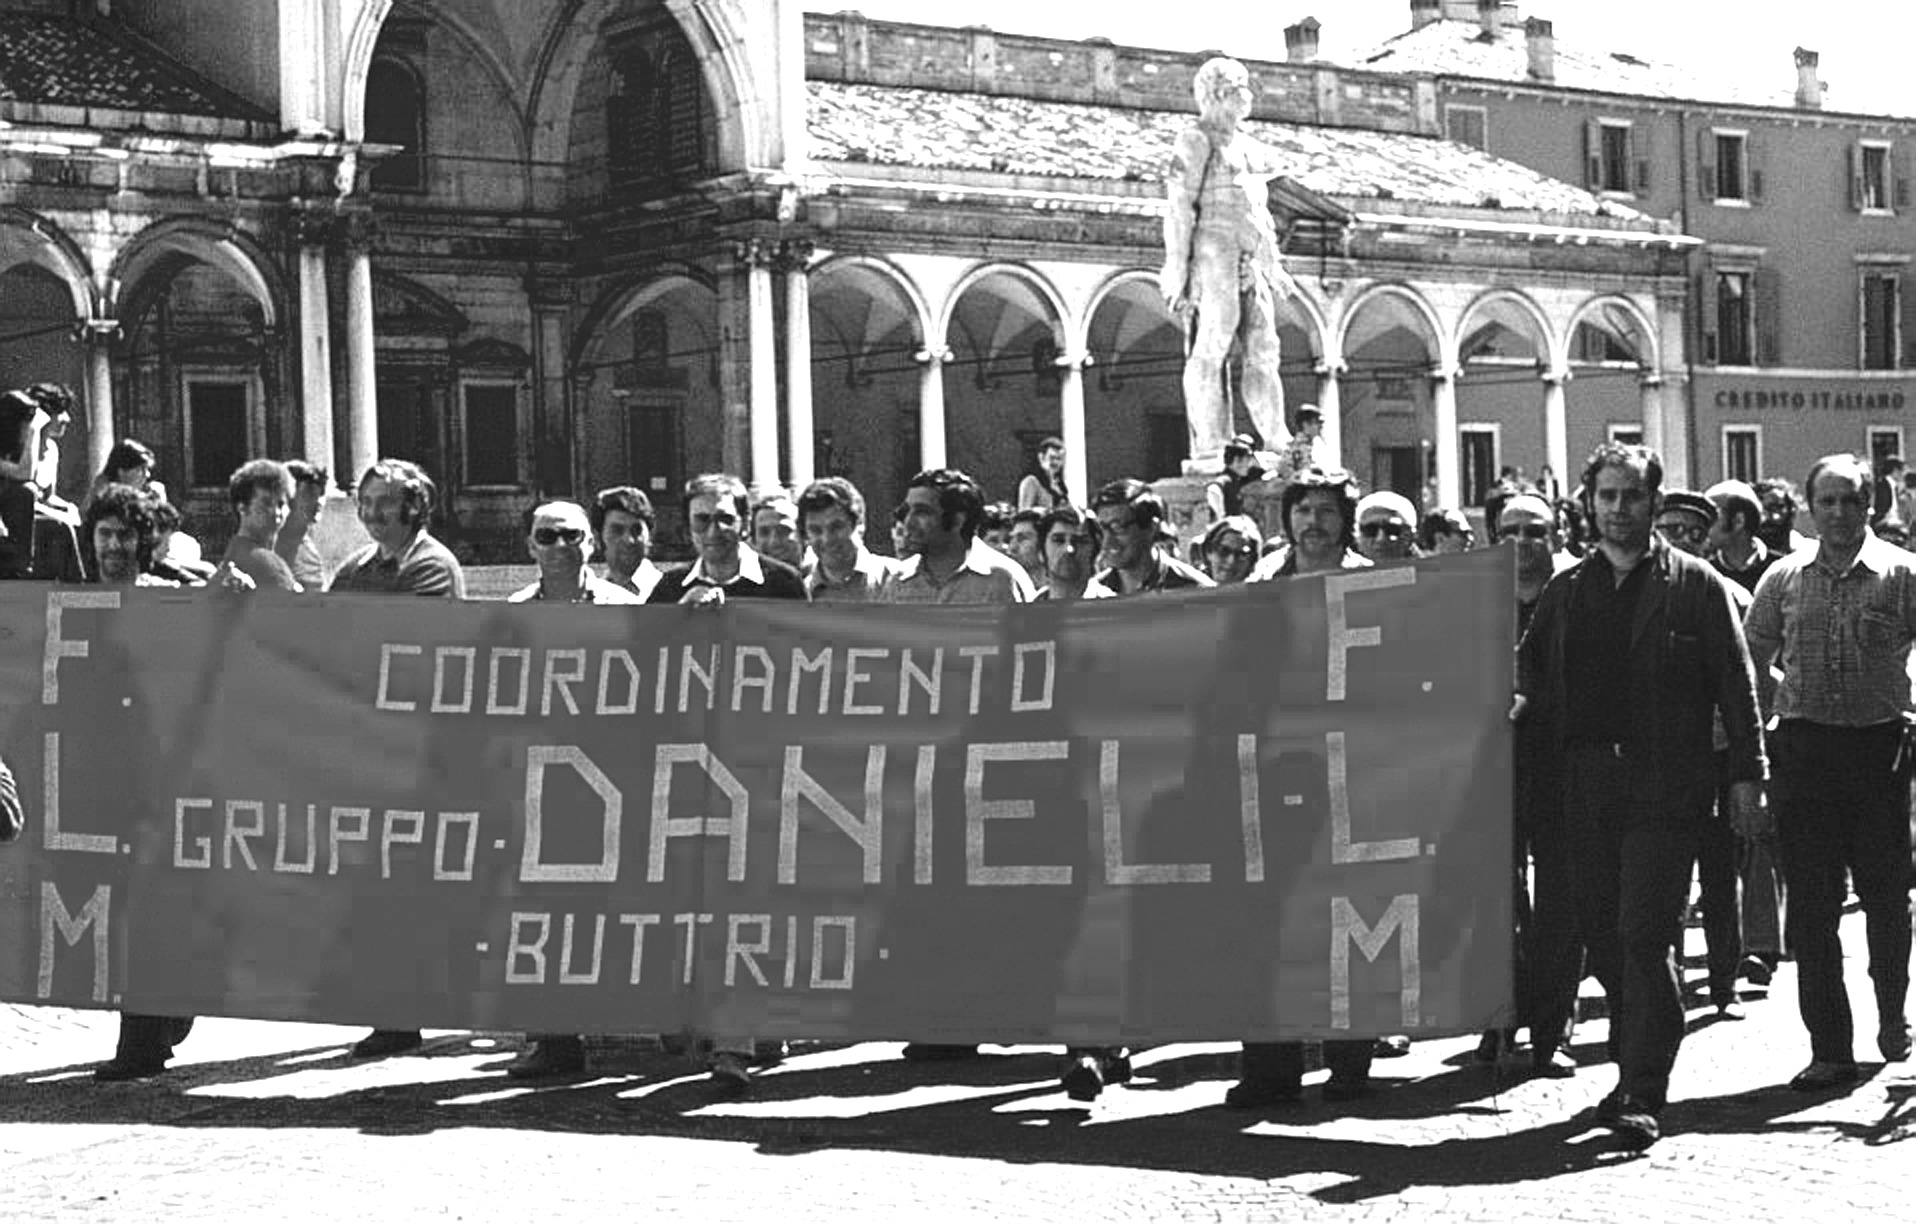 CREDITO ITALIANO
F.
L.
M.
COORDINAMENTO
GRUPPO·DANIELI-
·BUTTRIO·
F.
L.
M.